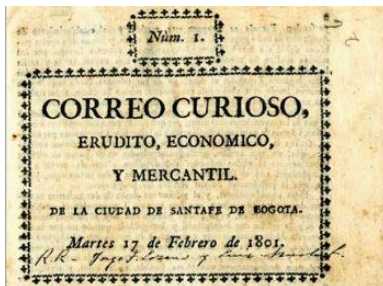 Núm. 1.
CORREO CURIOSO,
ERUDITO, ECONOMICO,
Y MERCANTIL.
DE LA CIUDAD DE SANTAFE DE BOGOTA.
Martes 17 de Febrero de 1801.
R.R. y